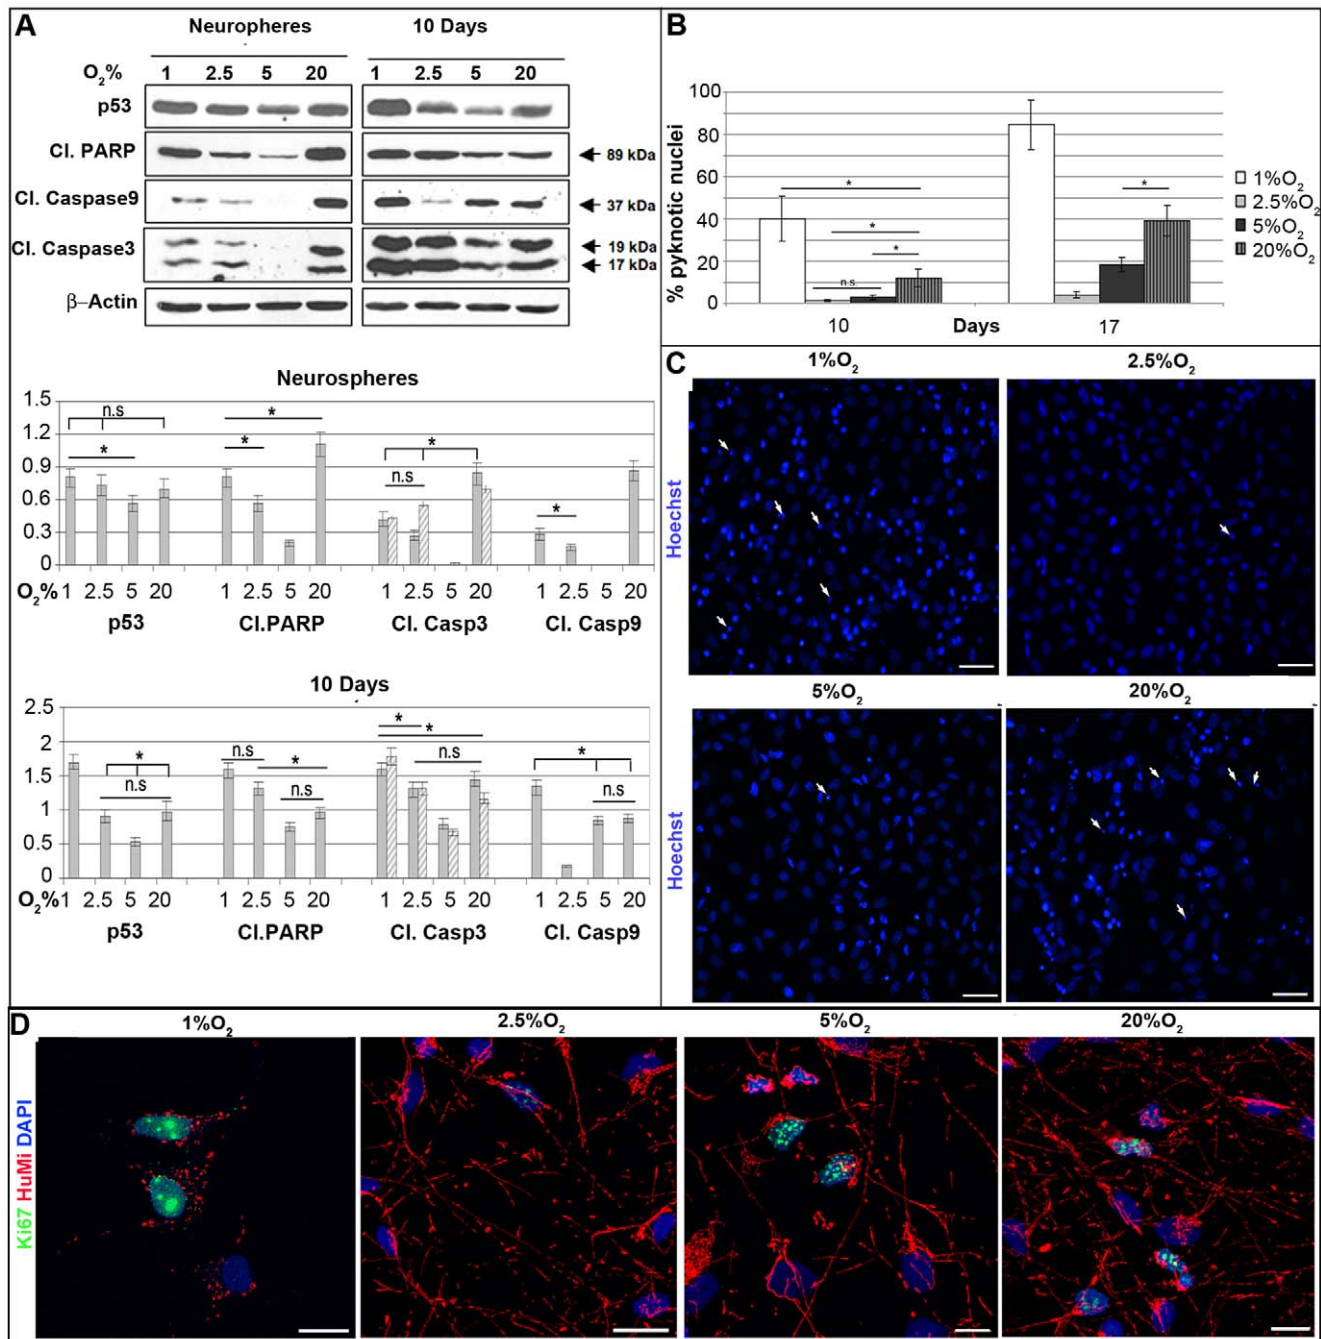 A
Neuropheres 10 Days
O2% 1 2.5 5 20 1 2.5 5 20
p53
Cl. PARP 89 kDa
Cl. Caspase9 37 kDa
Cl. Caspase3 19 kDa
17 kDa
β–Actin
Neurospheres
1.5
1.2
0.9
0.6
0.3
0
n.s
*
*
*
*
n.s
*
O2% 1 2.5 5 20 1 2.5 5 20 1 2.5 5 20 1 2.5 5 20
p53 Cl.PARP Cl. Casp3 Cl. Casp9
10 Days
2.5
2
1.5
1
0.5
0
*
n.s
n.s
*
n.s
*
*
n.s
*
n.s
O2% 1 2.5 5 20 1 2.5 5 20 1 2.5 5 20 1 2.5 5 20
p53 Cl.PARP Cl. Casp3 Cl. Casp9
B
% pyknotic nuclei
100
80
60
40
20
0
*
*
*
n.s.
*
10 Days 17
1%O2
2.5%O2
5%O2
20%O2
C
1%O2 2.5%O2
Hoechst
5%O2 20%O2
Hoechst
D
1%O2 2.5%O2 5%O2 20%O2
Ki67 HuMi DAPI